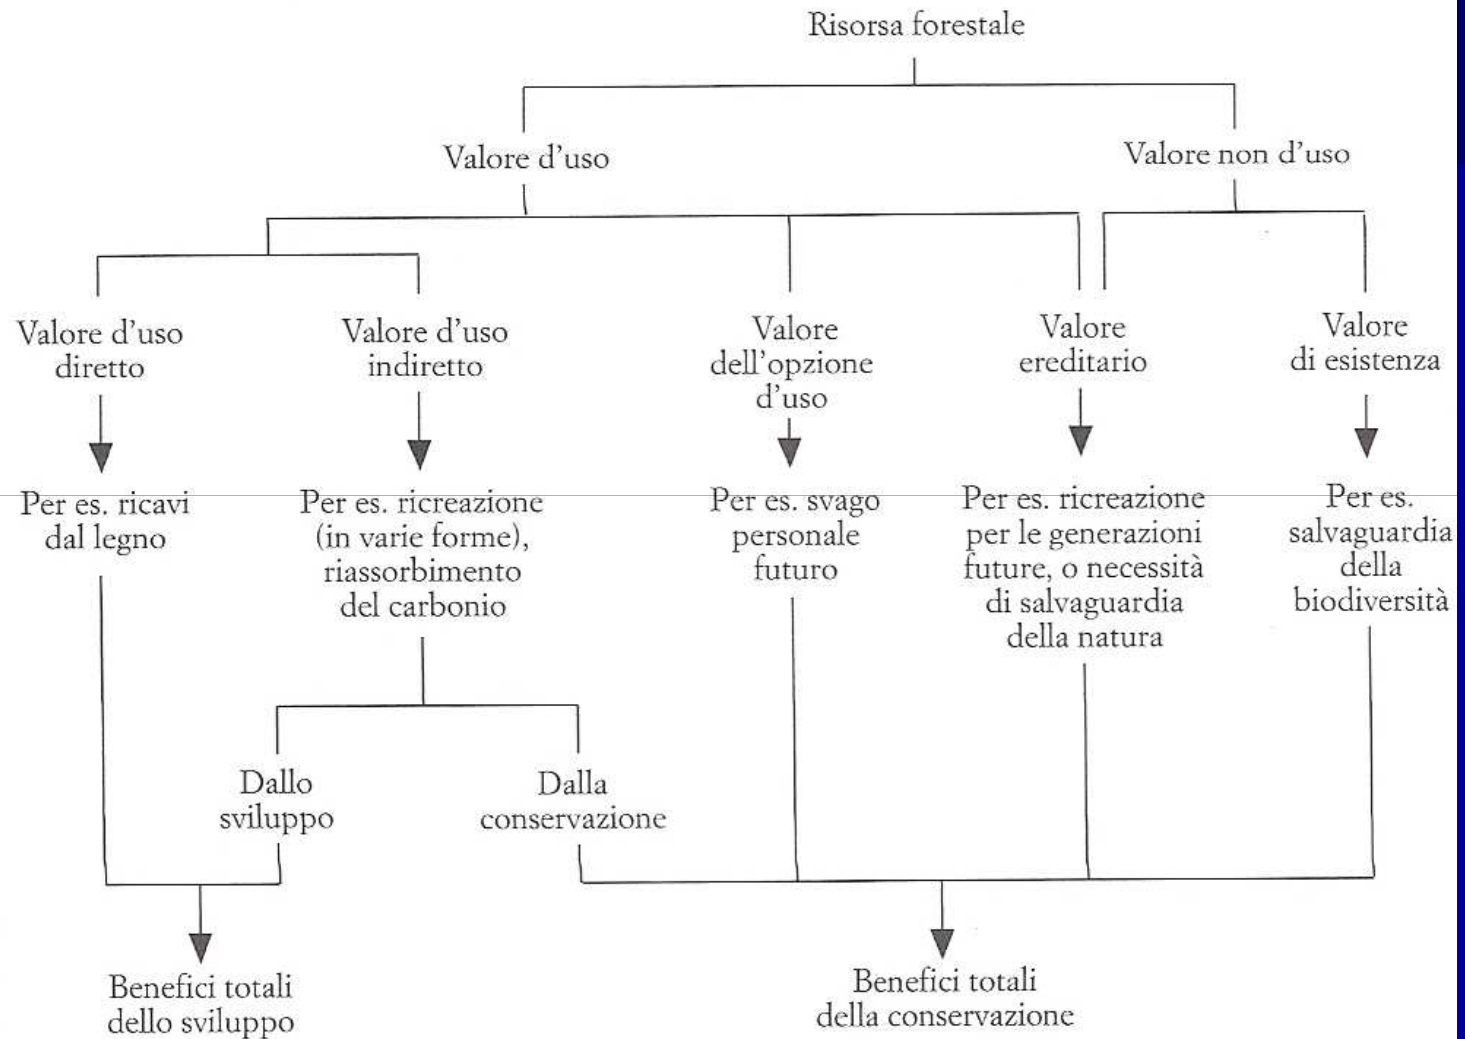 Risorsa forestale
Valore d'uso
Valore non d'uso
Valore d'uso
diretto
Valore d'uso
indiretto
Valore
dell'opzione
d'uso
Valore
ereditario
Valore
di esistenza
Per es. ricavi
dal legno
Per es. ricreazione
(in varie forme),
riassorbimento
del carbonio
Per es. svago
personale
futuro
Per es. ricreazione
per le generazioni
future, o necessità
di salvaguardia
della natura
Per es.
salvaguardia
della
biodiversità
Dallo
sviluppo
Dalla
conservazione
Benefici totali
dello sviluppo
Benefici totali
della conservazione